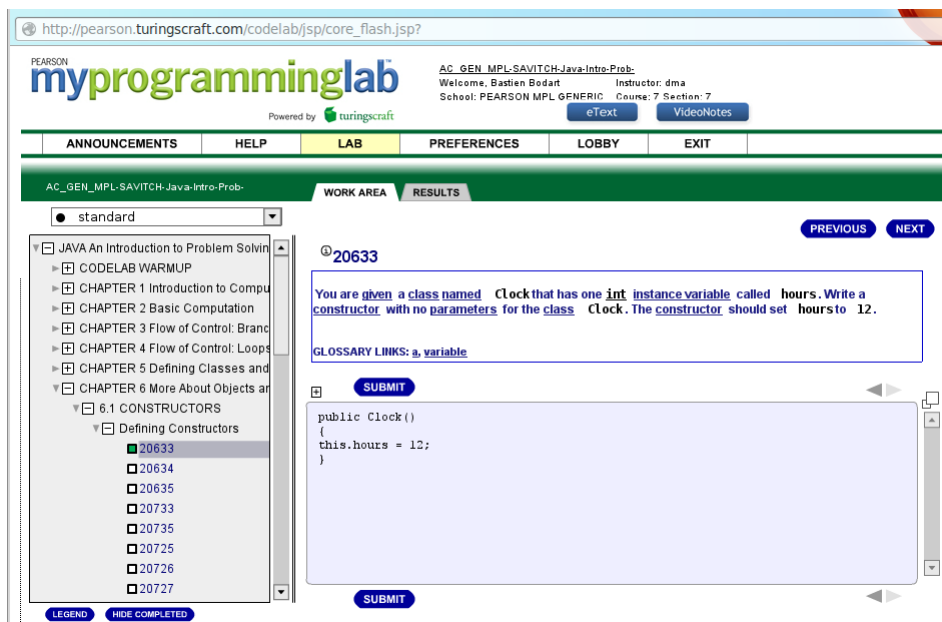 http://pearson.turingscraft.com/codelab/jsp/core_flash.jsp?
PEARSON
myprogramminglab
Powered by turingscraft
AC_GEN_MPL-SAVITCH-Java-Intro-Prob-
Welcome, Bastien Bodart Instructor: dma
School: PEARSON MPL GENERIC Course: 7 Section: 7
eText VideoNotes
ANNOUNCEMENTS HELP LAB PREFERENCES LOBBY EXIT
AC_GEN_MPL-SAVITCH-Java-Intro-Prob-
WORK AREA RESULTS
standard
PREVIOUS NEXT
JAVA An Introduction to Problem Solvin
CODELAB WARMUP
CHAPTER 1 Introduction to Compu
CHAPTER 2 Basic Computation
CHAPTER 3 Flow of Control: Branc
CHAPTER 4 Flow of Control: Loops
CHAPTER 5 Defining Classes and
CHAPTER 6 More About Objects ar
6.1 CONSTRUCTORS
Defining Constructors
20633
20634
20635
20733
20735
20725
20726
20727
LEGEND HIDE COMPLETED
20633
You are given a class named Clock that has one int instance variable called hours. Write a
constructor with no parameters for the class Clock. The constructor should set hours to 12.
GLOSSARY LINKS: a, variable
SUBMIT
public Clock()
{
this.hours = 12;
}
SUBMIT